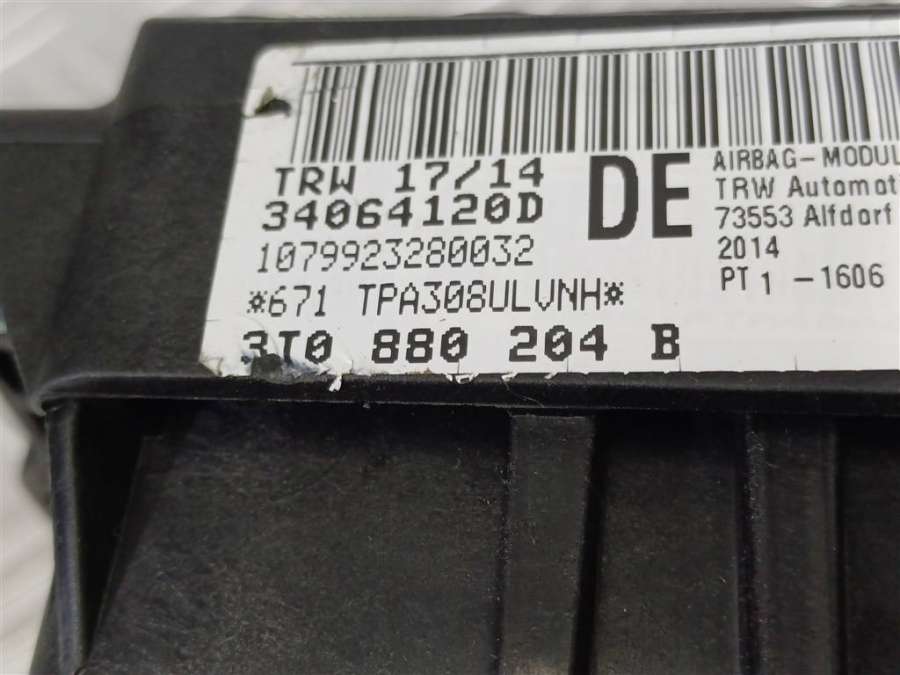 TRW 17/14
34064120D
1079923280032
*671 TPA308ULVNH*
3T0 880 204 B
DE
AIRBAG-MODUL
TRW Automot
73553 Alfdorf
2014
PT 1 -1606